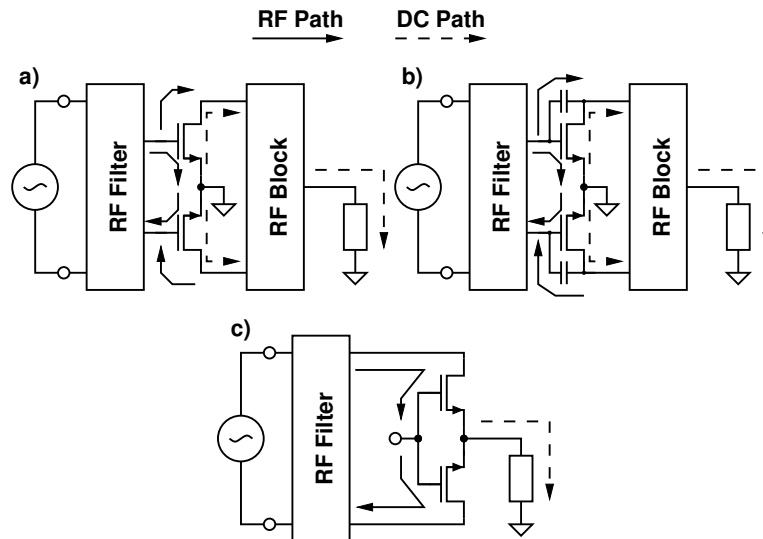 RF Path DC Path
a) b)
RF Filter RF Block RF Filter RF Block
c)
RF Filter